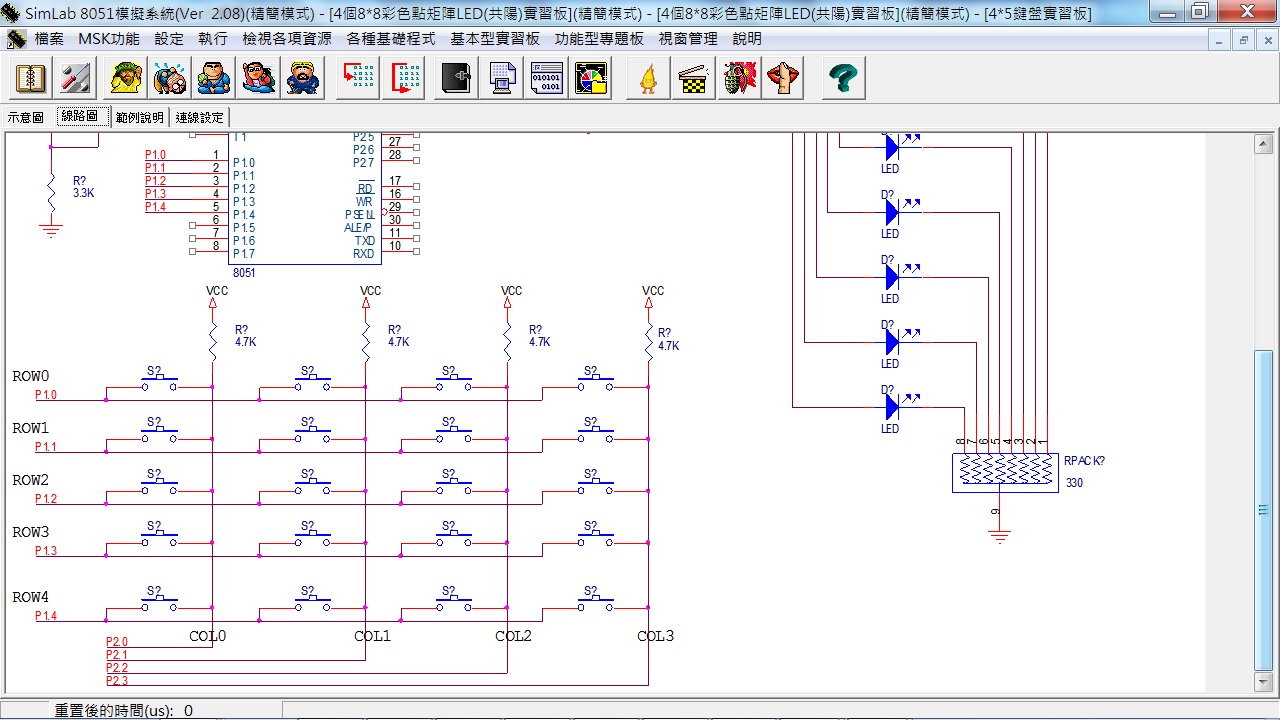 SimLab 8051模擬系統(Ver 2.08)(精簡模式) - [4個8*8彩色點矩陣LED(共陽)實習板](精簡模式) - [4個8*8彩色點矩陣LED(共陽)實習板](精簡模式) - [4*5鍵盤實習板]
檔案 MSK功能 設定 執行 檢視各項資源 各種基礎程式 基本型實習板 功能型專題板 視窗管理 說明
示意圖 線路圖 範例說明 連線設定
T1 P2.5
P2.6 27
P2.7 28
P1.0 1 P1.0
P1.1 2 P1.1
P1.2 3 P1.2 RD 17
P1.3 4 P1.3 WR 16
P1.4 5 P1.4 PSEN 29
6 P1.5 ALE/P 30
7 P1.6 TXD 11
8 P1.7 RXD 10
R?
3.3K
8051
VCC VCC VCC VCC
R? R? R? R?
4.7K 4.7K 4.7K 4.7K
ROW0 S? S? S? S?
P1.0
ROW1 S? S? S? S?
P1.1
ROW2 S? S? S? S?
P1.2
ROW3 S? S? S? S?
P1.3
ROW4 S? S? S? S?
P1.4
COL0 COL1 COL2 COL3
P2.0
P2.1
P2.2
P2.3
LED
D?
LED
D?
LED
D?
LED
D?
LED
8 7 6 5 4 3 2 1
RPACK?
330
9
重置後的時間(us): 0